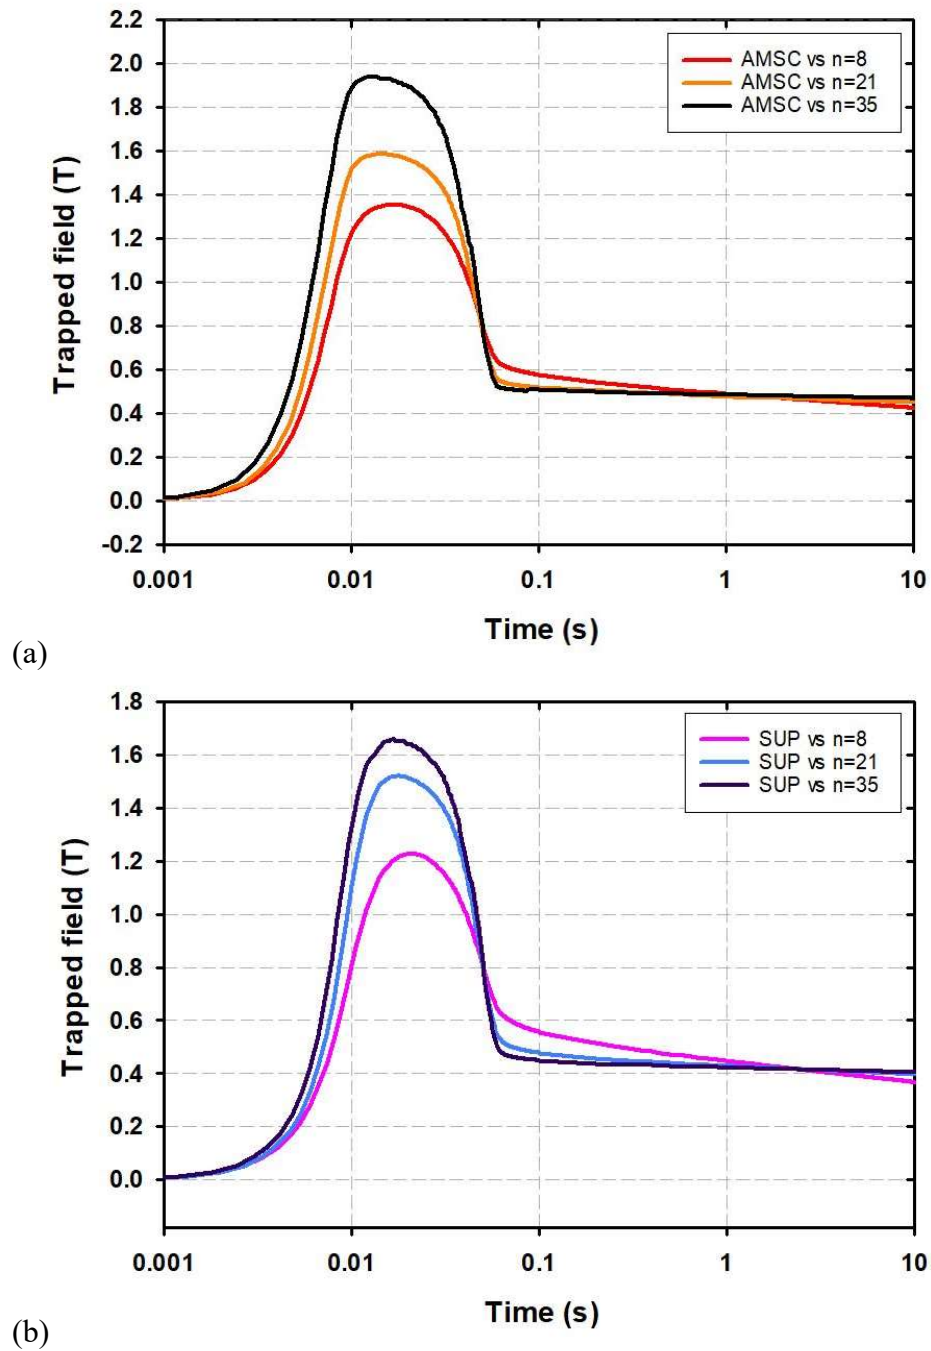 2.2
2.0
1.8
1.6
1.4
1.2
1.0
0.8
0.6
0.4
0.2
0.0
-0.2
Trapped field (T)
AMSC vs n=8
AMSC vs n=21
AMSC vs n=35
0.001
0.01
0.1
1
10
Time (s)
(a)
1.8
1.6
1.4
1.2
1.0
0.8
0.6
0.4
0.2
0.0
Trapped field (T)
SUP vs n=8
SUP vs n=21
SUP vs n=35
0.001
0.01
0.1
1
10
Time (s)
(b)